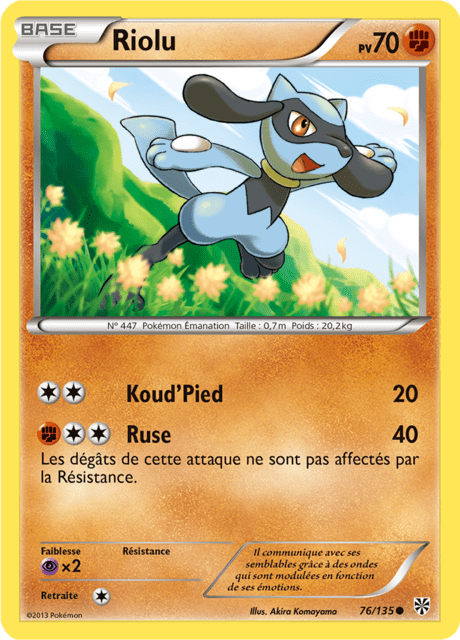 BASE
Riolu
PV 70
N° 447 Pokémon Émanation Taille : 0,7 m Poids : 20,2 kg
Koud'Pied 20
Ruse 40
Les dégâts de cette attaque ne sont pas affectés par
la Résistance.
Faiblesse Résistance
×2
Retraite
Il communique avec ses
semblables grâce à des ondes
qui sont modulées en fonction
de ses émotions.
©2013 Pokémon
Illus. Akira Komayama
76/135